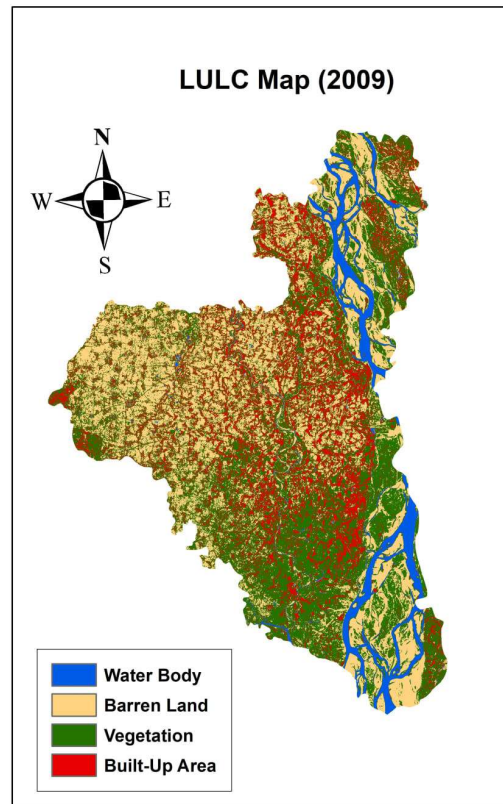 LULC Map (2009)
N
W E
S
Water Body
Barren Land
Vegetation
Built-Up Area